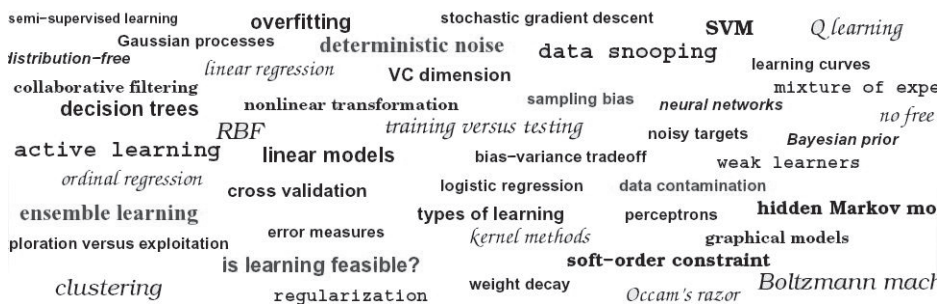 semi-supervised learning
overfitting
stochastic gradient descent
SVM
Q learning
Gaussian processes
deterministic noise
data snooping
distribution-free
linear regression
VC dimension
learning curves
collaborative filtering
mixture of expe
decision trees
nonlinear transformation
sampling bias
neural networks
no free
RBF
training versus testing
noisy targets
Bayesian prior
active learning
linear models
bias-variance tradeoff
weak learners
ordinal regression
cross validation
logistic regression
data contamination
ensemble learning
types of learning
perceptrons
hidden Markov mo
ploration versus exploitation
error measures
kernel methods
graphical models
is learning feasible?
soft-order constraint
clustering
regularization
weight decay
Occam's razor
Boltzmann mach